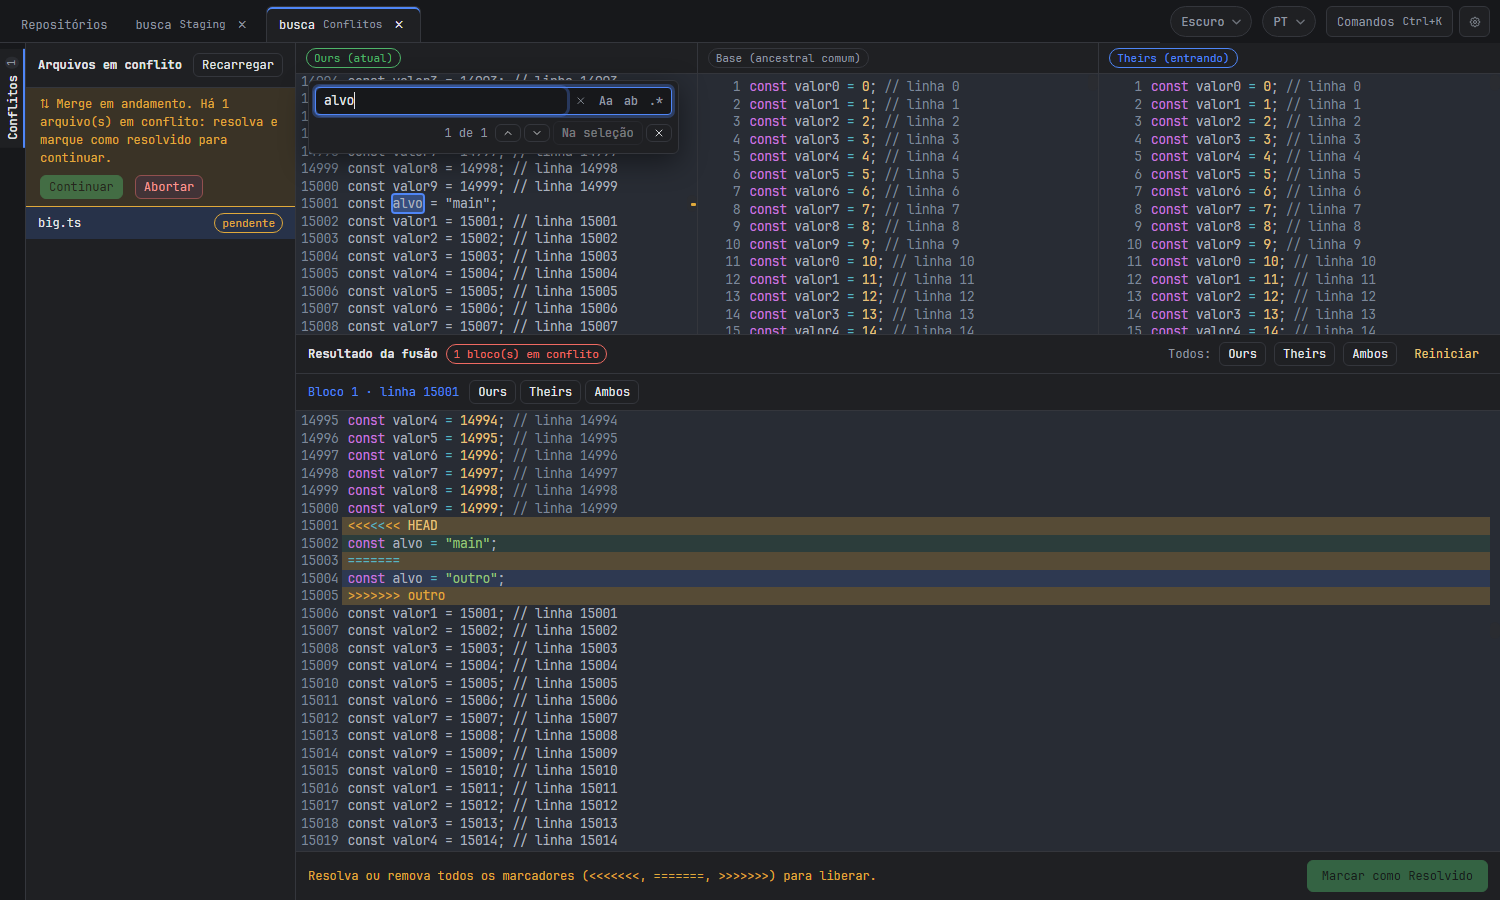 Repositórios
busca Staging ×
busca Conflitos ×
Escuro
PT
Comandos Ctrl+K
Conflitos 1
Arquivos em conflito
Recarregar
Merge em andamento. Há 1
arquivo(s) em conflito: resolva e
marque como resolvido para
continuar.
Continuar
Abortar
big.ts
pendente
Ours (atual)
alvo
× Aa ab .*
1 de 1
Na seleção
×
14999 const valor8 = 14998; // linha 14998
15000 const valor9 = 14999; // linha 14999
15001 const alvo = "main";
15002 const valor1 = 15001; // linha 15001
15003 const valor2 = 15002; // linha 15002
15004 const valor3 = 15003; // linha 15003
15005 const valor4 = 15004; // linha 15004
15006 const valor5 = 15005; // linha 15005
15007 const valor6 = 15006; // linha 15006
15008 const valor7 = 15007; // linha 15007
Base (ancestral comum)
1 const valor0 = 0; // linha 0
2 const valor1 = 1; // linha 1
3 const valor2 = 2; // linha 2
4 const valor3 = 3; // linha 3
5 const valor4 = 4; // linha 4
6 const valor5 = 5; // linha 5
7 const valor6 = 6; // linha 6
8 const valor7 = 7; // linha 7
9 const valor8 = 8; // linha 8
10 const valor9 = 9; // linha 9
11 const valor0 = 10; // linha 10
12 const valor1 = 11; // linha 11
13 const valor2 = 12; // linha 12
14 const valor3 = 13; // linha 13
15 const valor4 = 14; // linha 14
Theirs (entrando)
1 const valor0 = 0; // linha 0
2 const valor1 = 1; // linha 1
3 const valor2 = 2; // linha 2
4 const valor3 = 3; // linha 3
5 const valor4 = 4; // linha 4
6 const valor5 = 5; // linha 5
7 const valor6 = 6; // linha 6
8 const valor7 = 7; // linha 7
9 const valor8 = 8; // linha 8
10 const valor9 = 9; // linha 9
11 const valor0 = 10; // linha 10
12 const valor1 = 11; // linha 11
13 const valor2 = 12; // linha 12
14 const valor3 = 13; // linha 13
15 const valor4 = 14; // linha 14
Resultado da fusão
1 bloco(s) em conflito
Todos: Ours Theirs Ambos Reiniciar
Bloco 1 · linha 15001 Ours Theirs Ambos
14995 const valor4 = 14994; // linha 14994
14996 const valor5 = 14995; // linha 14995
14997 const valor6 = 14996; // linha 14996
14998 const valor7 = 14997; // linha 14997
14999 const valor8 = 14998; // linha 14998
15000 const valor9 = 14999; // linha 14999
15001 <<<<<<< HEAD
15002 const alvo = "main";
15003 =======
15004 const alvo = "outro";
15005 >>>>>>> outro
15006 const valor1 = 15001; // linha 15001
15007 const valor2 = 15002; // linha 15002
15008 const valor3 = 15003; // linha 15003
15009 const valor4 = 15004; // linha 15004
15010 const valor5 = 15005; // linha 15005
15011 const valor6 = 15006; // linha 15006
15012 const valor7 = 15007; // linha 15007
15013 const valor8 = 15008; // linha 15008
15014 const valor9 = 15009; // linha 15009
15015 const valor0 = 15010; // linha 15010
15016 const valor1 = 15011; // linha 15011
15017 const valor2 = 15012; // linha 15012
15018 const valor3 = 15013; // linha 15013
15019 const valor4 = 15014; // linha 15014
Resolva ou remova todos os marcadores (<<<<<<<, =======, >>>>>>>) para liberar.
Marcar como Resolvido